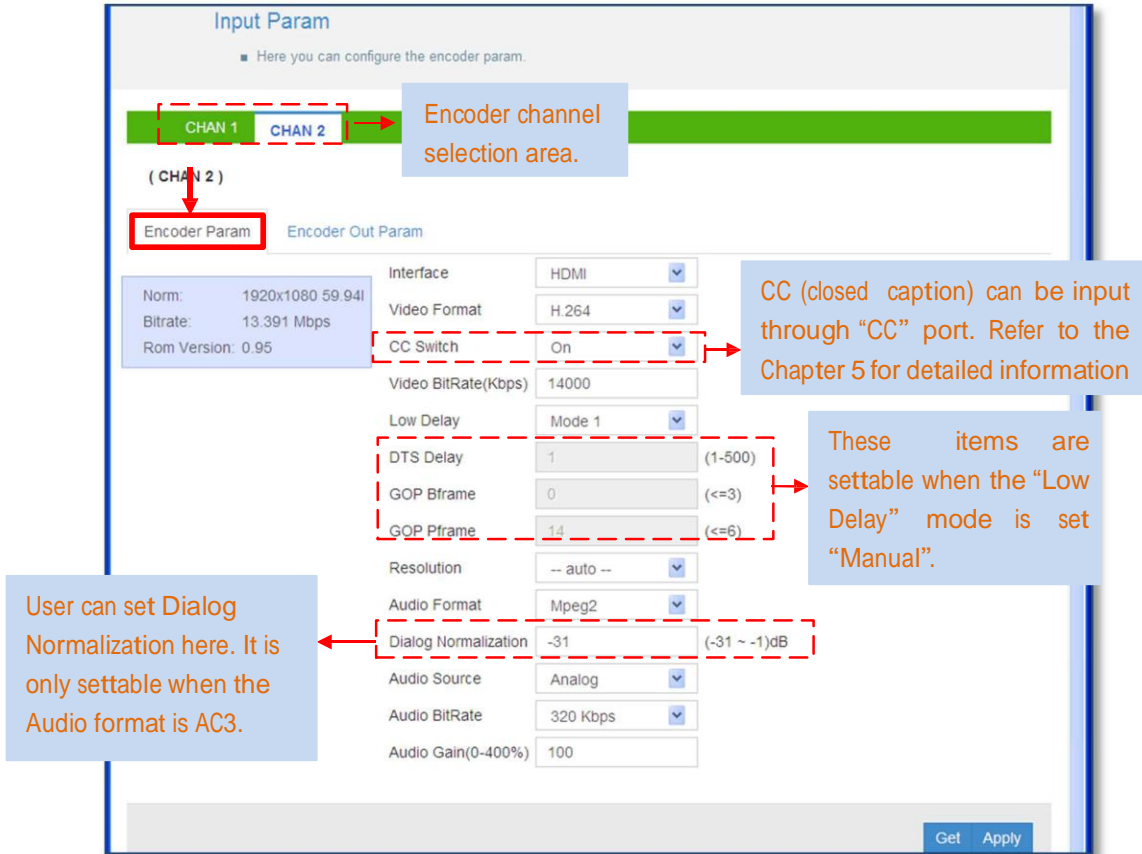 Input Param
Here you can configure the encoder param.
CHAN 1
CHAN 2
Encoder channel
selection area.
( CHAN 2 )
Encoder Param
Encoder Out Param
Norm: 1920x1080 59.94I
Bitrate: 13.391 Mbps
Rom Version: 0.95
Interface HDMI
Video Format H.264
CC Switch On
Video BitRate(Kbps) 14000
Low Delay Mode 1
DTS Delay 1 (1-500)
GOP Bframe 0 (<=3)
GOP Pframe 14 (<=6)
Resolution -- auto --
Audio Format Mpeg2
Dialog Normalization -31 (-31 ~ -1)dB
Audio Source Analog
Audio BitRate 320 Kbps
Audio Gain(0-400%) 100
CC (closed caption) can be input
through “CC” port. Refer to the
Chapter 5 for detailed information
These items are
settable when the “Low
Delay” mode is set
“Manual”.
User can set Dialog
Normalization here. It is
only settable when the
Audio format is AC3.
Get
Apply